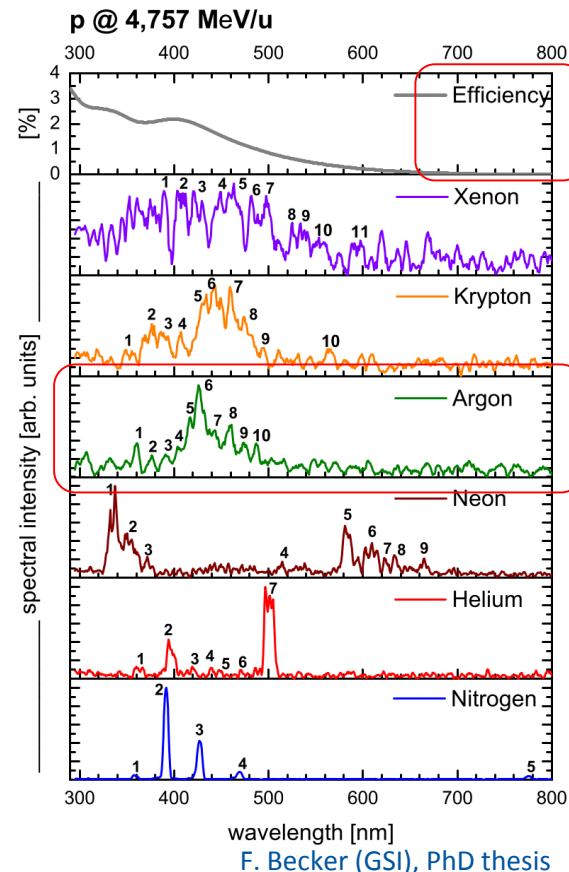 p @ 4,757 MeV/u
300 400 500 600 700 800
4
3
2
1
0
[%]
Efficiency
Xenon
1 2 3 4 5 6 7 8 9 10 11
Krypton
1 2 3 4 5 6 7 8 9 10
Argon
1 2 3 4 5 6 7 8 9 10
Neon
1 2 3 4 5 6 7 8 9
Helium
1 2 3 4 5 6 7
Nitrogen
1 2 3 4 5
spectral intensity [arb. units]
300 400 500 600 700 800
wavelength [nm]
F. Becker (GSI), PhD thesis